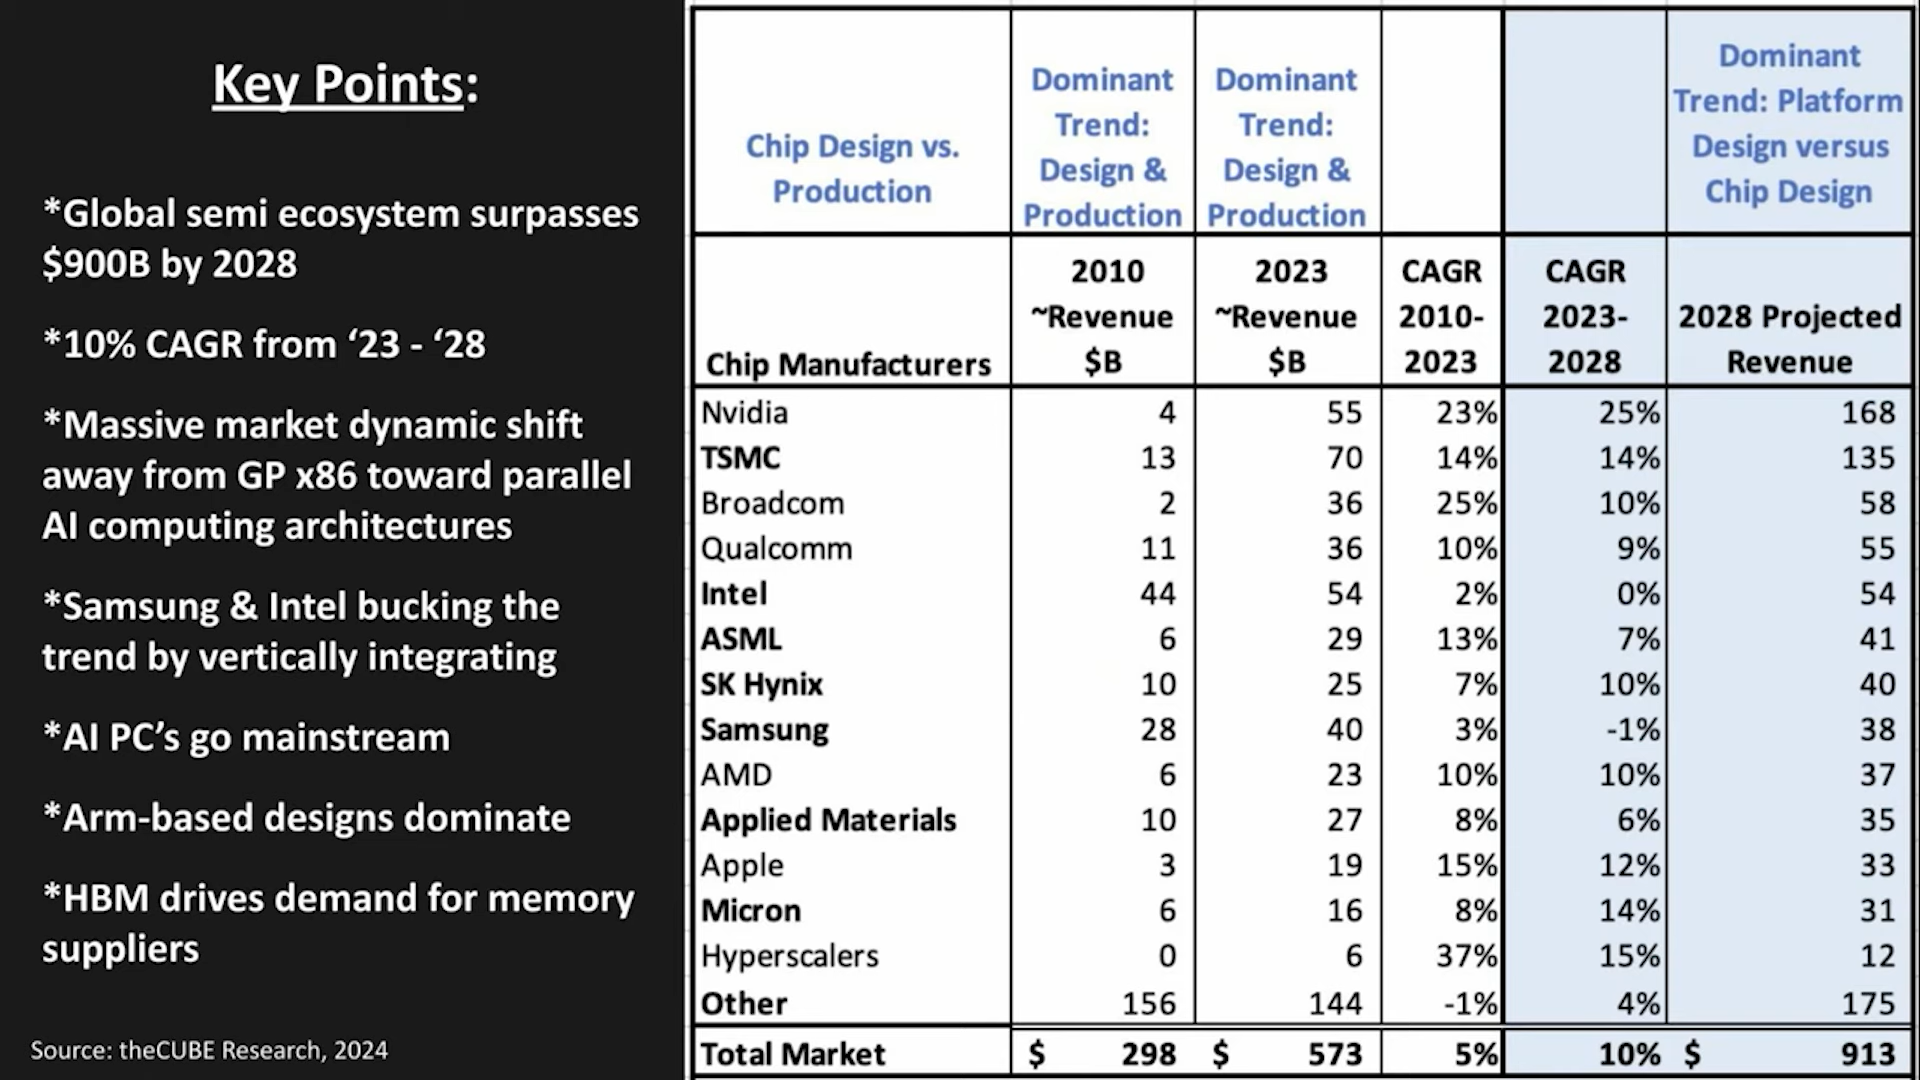 Key Points:
*Global semi ecosystem surpasses
$900B by 2028
*10% CAGR from ‘23 - ‘28
*Massive market dynamic shift
away from GP x86 toward parallel
AI computing architectures
*Samsung & Intel bucking the
trend by vertically integrating
*AI PC’s go mainstream
*Arm-based designs dominate
*HBM drives demand for memory
suppliers
Source: theCUBE Research, 2024
Chip Design vs.
Production
Dominant
Trend:
Design &
Production
Dominant
Trend:
Design &
Production
Dominant
Trend: Platform
Design versus
Chip Design
Chip Manufacturers
2010
~Revenue
$B
2023
~Revenue
$B
CAGR
2010-
2023
CAGR
2023-
2028
2028 Projected
Revenue
Nvidia 4 55 23% 25% 168
TSMC 13 70 14% 14% 135
Broadcom 2 36 25% 10% 58
Qualcomm 11 36 10% 9% 55
Intel 44 54 2% 0% 54
ASML 6 29 13% 7% 41
SK Hynix 10 25 7% 10% 40
Samsung 28 40 3% -1% 38
AMD 6 23 10% 10% 37
Applied Materials 10 27 8% 6% 35
Apple 3 19 15% 12% 33
Micron 6 16 8% 14% 31
Hyperscalers 0 6 37% 15% 12
Other 156 144 -1% 4% 175
Total Market $ 298 $ 573 5% 10% $ 913